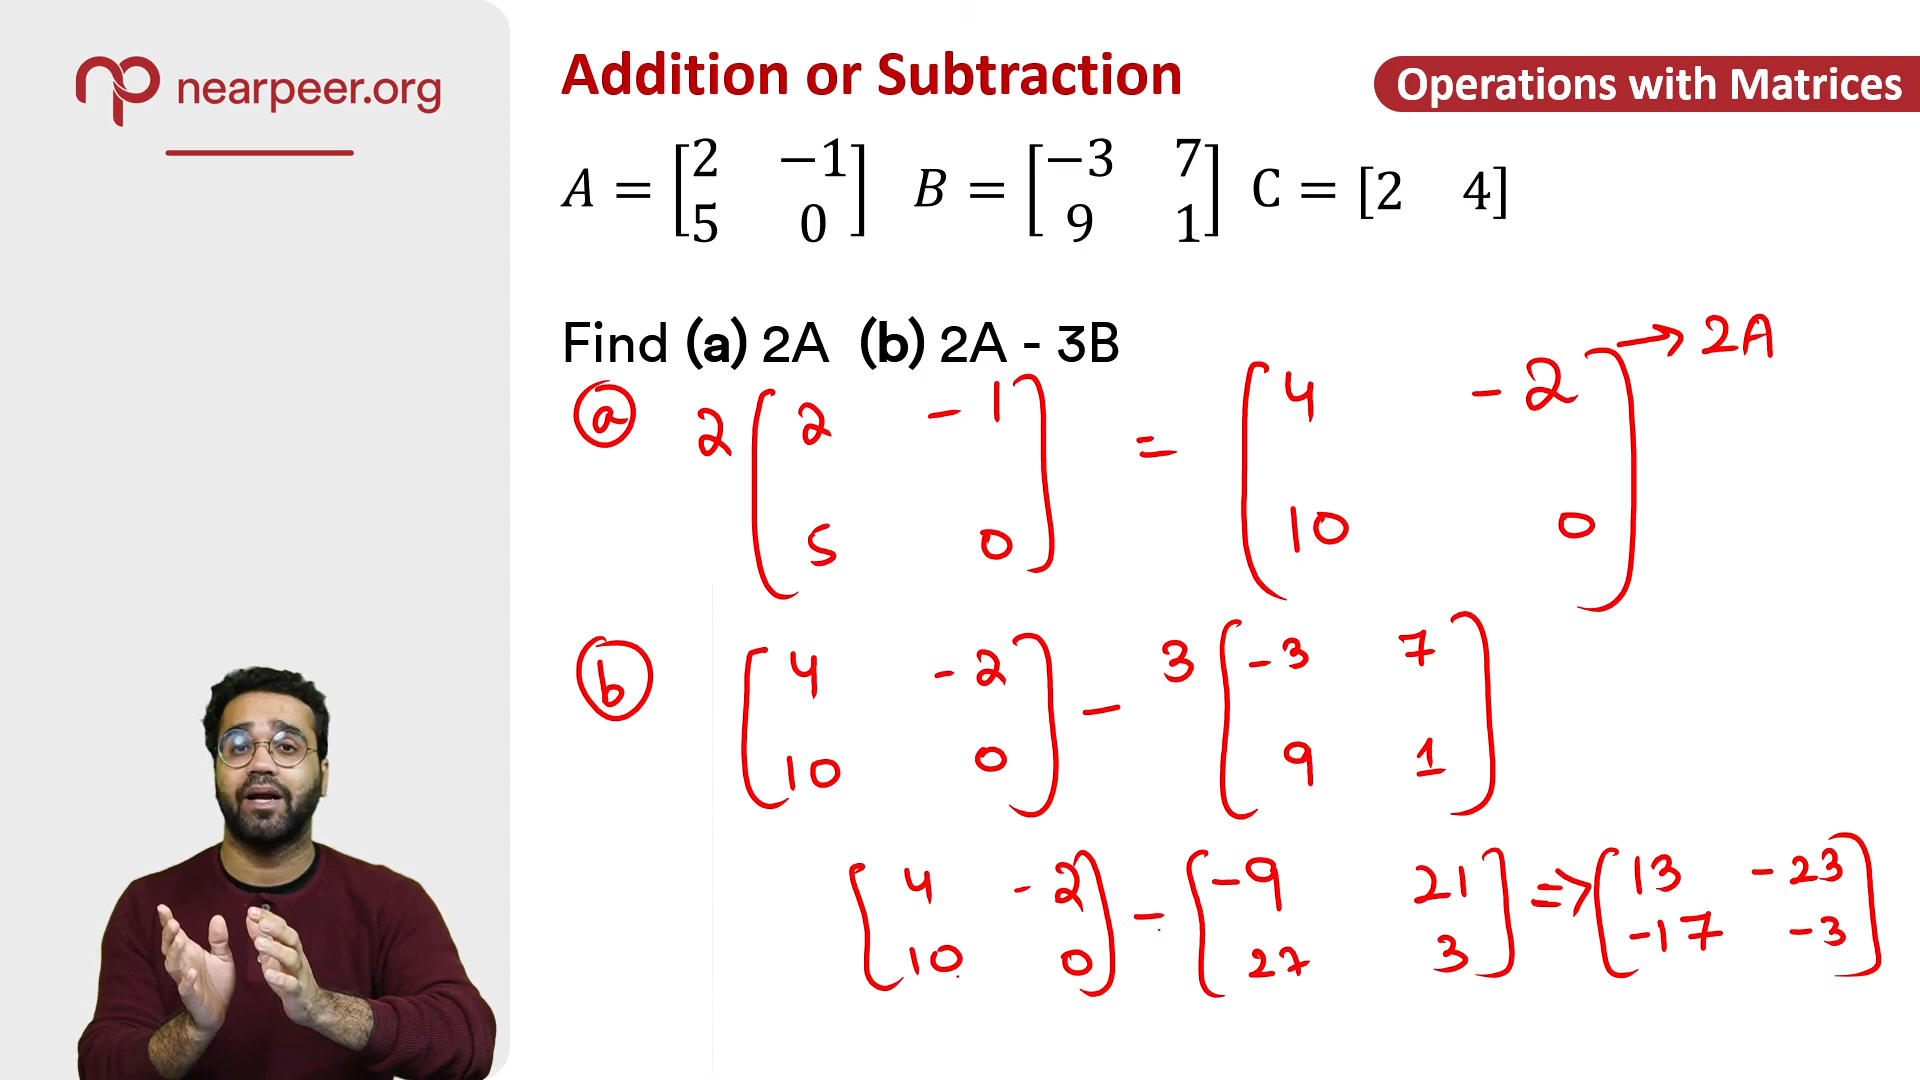 nearpeer.org
Addition or Subtraction
Operations with Matrices
A = [2 −1
5 0] B = [−3 7
9 1] C = [2 4]
Find (a) 2A (b) 2A - 3B
a 2 [2 -1
5 0] = [4 -2
10 0] → 2A
b [4 -2
10 0] - 3 [-3 7
9 1]
[4 -2
10 0] - [-9 21
27 3] ⇒ [13 -23
-17 -3]